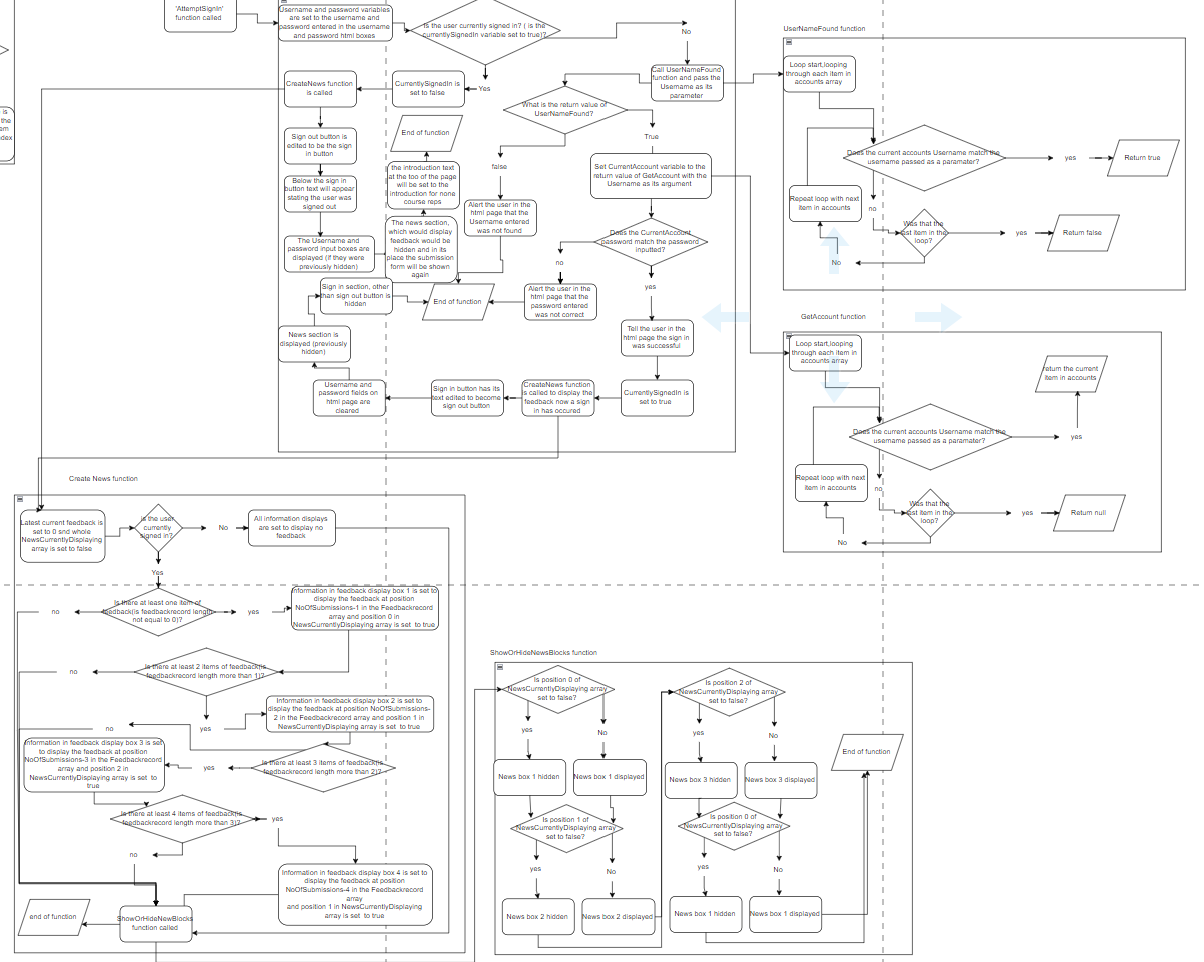 'AttemptSignIn'
function called
Username and password variables
are set to the username and
password entered in the username
and password html boxes
Is the user currently signed in? ( is the
currentlySignedIn variable set to true)?
No
Yes
Call UserNameFound
function and pass the
Username as its
parameter
CurrentlySignedIn is
set to false
CreateNews function
is called
What is the return value of
UserNameFound?
True
false
End of function
Sign out button is
edited to be the sign
in button
Below the sign in
button text will appear
stating the user was
signed out
The Username and
password input boxes are
displayed (if they were
previously hidden)
the introduction text
at the too of the page
will be set to the
introduction for none
course reps
The news section,
which would display
feedback would be
hidden and in its
place the submission
form will be shown
again
Alert the user in the
html page that the
Username entered
was not found
Set CurrentAccount variable to the
return value of GetAccount with the
Username as its argument
Does the CurrentAccount
password match the password
inputted?
no
yes
Alert the user in the
html page that the
password entered
was not correct
End of function
Sign in section, other
than sign out button is
hidden
News section is
displayed (previously
hidden)
Tell the user in the
html page the sign in
was successful
CurrentlySignedIn is
set to true
CreateNews function
is called to display the
feedback now a sign
in has occured
Sign in button has its
text edited to become
sign out button
Username and
password fields on
html page are
cleared
is
the
em
ndex
UserNameFound function
Loop start,looping
through each item in
accounts array
Does the current accounts Username match the
username passed as a paramater?
yes
Return true
Repeat loop with next
item in accounts
no
Was that the
last item in the
loop?
yes
Return false
No
GetAccount function
Loop start,looping
through each item in
accounts array
return the current
item in accounts
Does the current accounts Username match the
username passed as a paramater?
yes
Repeat loop with next
item in accounts
no
Was that the
last item in the
loop?
yes
Return null
No
Create News function
Latest current feedback is
set to 0 snd whole
NewsCurrentlyDisplaying
array is set to false
is the user
currently
signed in?
No
All information displays
are set to display no
feedback
Yes
Is there at least one item of
feedback(is feedbackrecord length
not equal to 0)?
no
yes
Information in feedback display box 1 is set to
display the feedback at position
NoOfSubmissions-1 in the Feedbackrecord
array and position 0 in
NewsCurrentlyDisplaying array is set to true
Is there at least 2 items of feedback(is
feedbackrecord length more than 1)?
no
yes
Information in feedback display box 2 is set to
display the feedback at position NoOfSubmissions-
2 in the Feedbackrecord array and position 1 in
NewsCurrentlyDisplaying array is set to true
no
Is there at least 3 items of feedback(is
feedbackrecord length more than 2)?
yes
Information in feedback display box 3 is set
to display the feedback at position
NoOfSubmissions-3 in the Feedbackrecord
array and position 2 in
NewsCurrentlyDisplaying array is set to
true
Is there at least 4 items of feedback(is
feedbackrecord length more than 3)?
yes
no
Information in feedback display box 4 is set to
display the feedback at position
NoOfSubmissions-4 in the Feedbackrecord
array
and position 1 in NewsCurrentlyDisplaying
array is set to true
ShowOrHideNewBlocks
function called
end of function
ShowOrHideNewsBlocks function
Is position 0 of
NewsCurrentlyDisplaying array
set to false?
yes
No
News box 1 hidden
News box 1 displayed
Is position 1 of
NewsCurrentlyDisplaying array
set to false?
yes
No
News box 2 hidden
News box 2 displayed
Is position 2 of
NewsCurrentlyDisplaying array
set to false?
yes
No
News box 3 hidden
News box 3 displayed
Is position 0 of
NewsCurrentlyDisplaying array
set to false?
yes
No
News box 1 hidden
News box 1 displayed
End of function